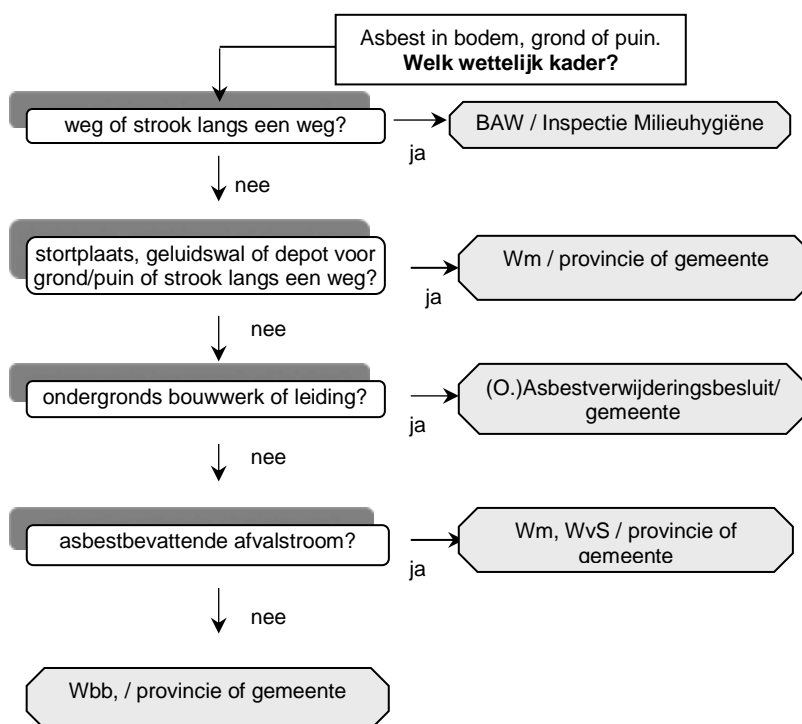 Asbest in bodem, grond of puin.
Welk wettelijk kader?
weg of strook langs een weg?
ja
BAW / Inspectie Milieuhygiëne
nee
stortplaats, geluidswal of depot voor
grond/puin of strook langs een weg?
ja
Wm / provincie of gemeente
nee
ondergronds bouwwerk of leiding?
ja
(O.)Asbestverwijderingsbesluit/
gemeente
nee
asbestbevattende afvalstroom?
ja
Wm, WvS / provincie of
gemeente
nee
Wbb, / provincie of gemeente